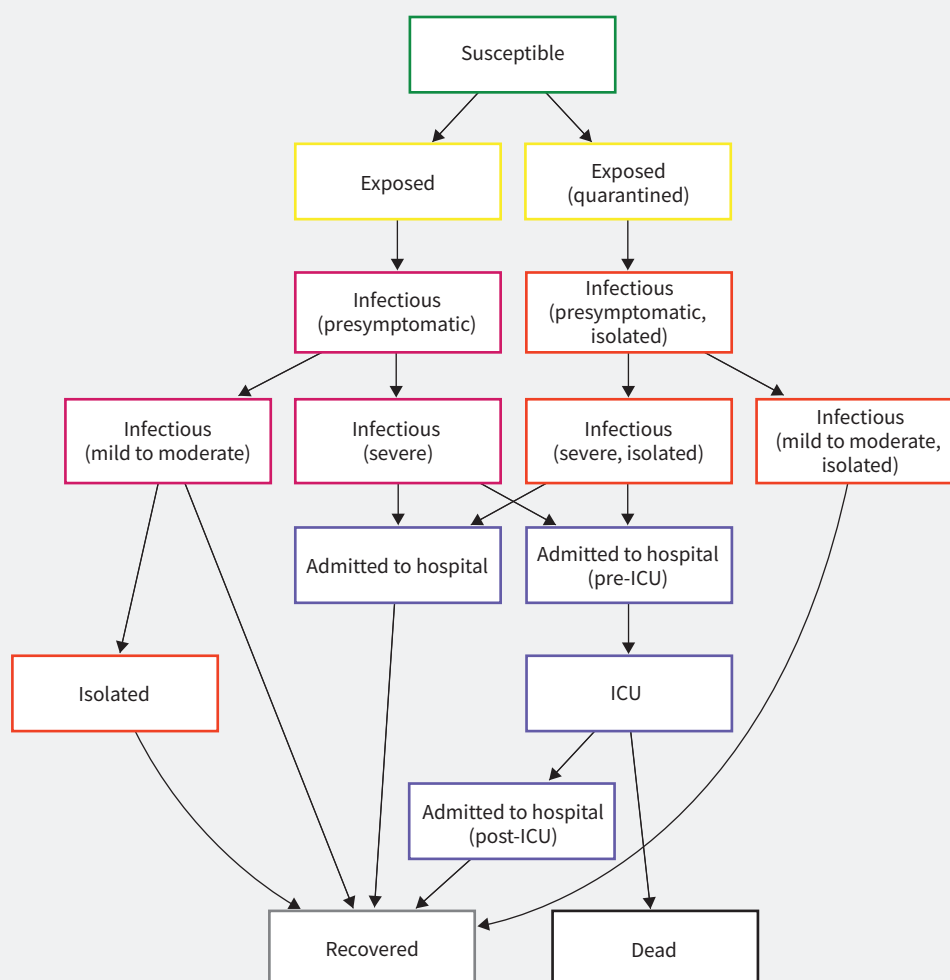 Susceptible
Exposed
Exposed
(quarantined)
Infectious
(presymptomatic)
Infectious
(presymptomatic,
isolated)
Infectious
(mild to moderate)
Infectious
(severe)
Infectious
(severe, isolated)
Infectious
(mild to moderate,
isolated)
Admitted to hospital
Admitted to hospital
(pre-ICU)
Isolated
ICU
Admitted to hospital
(post-ICU)
Recovered
Dead